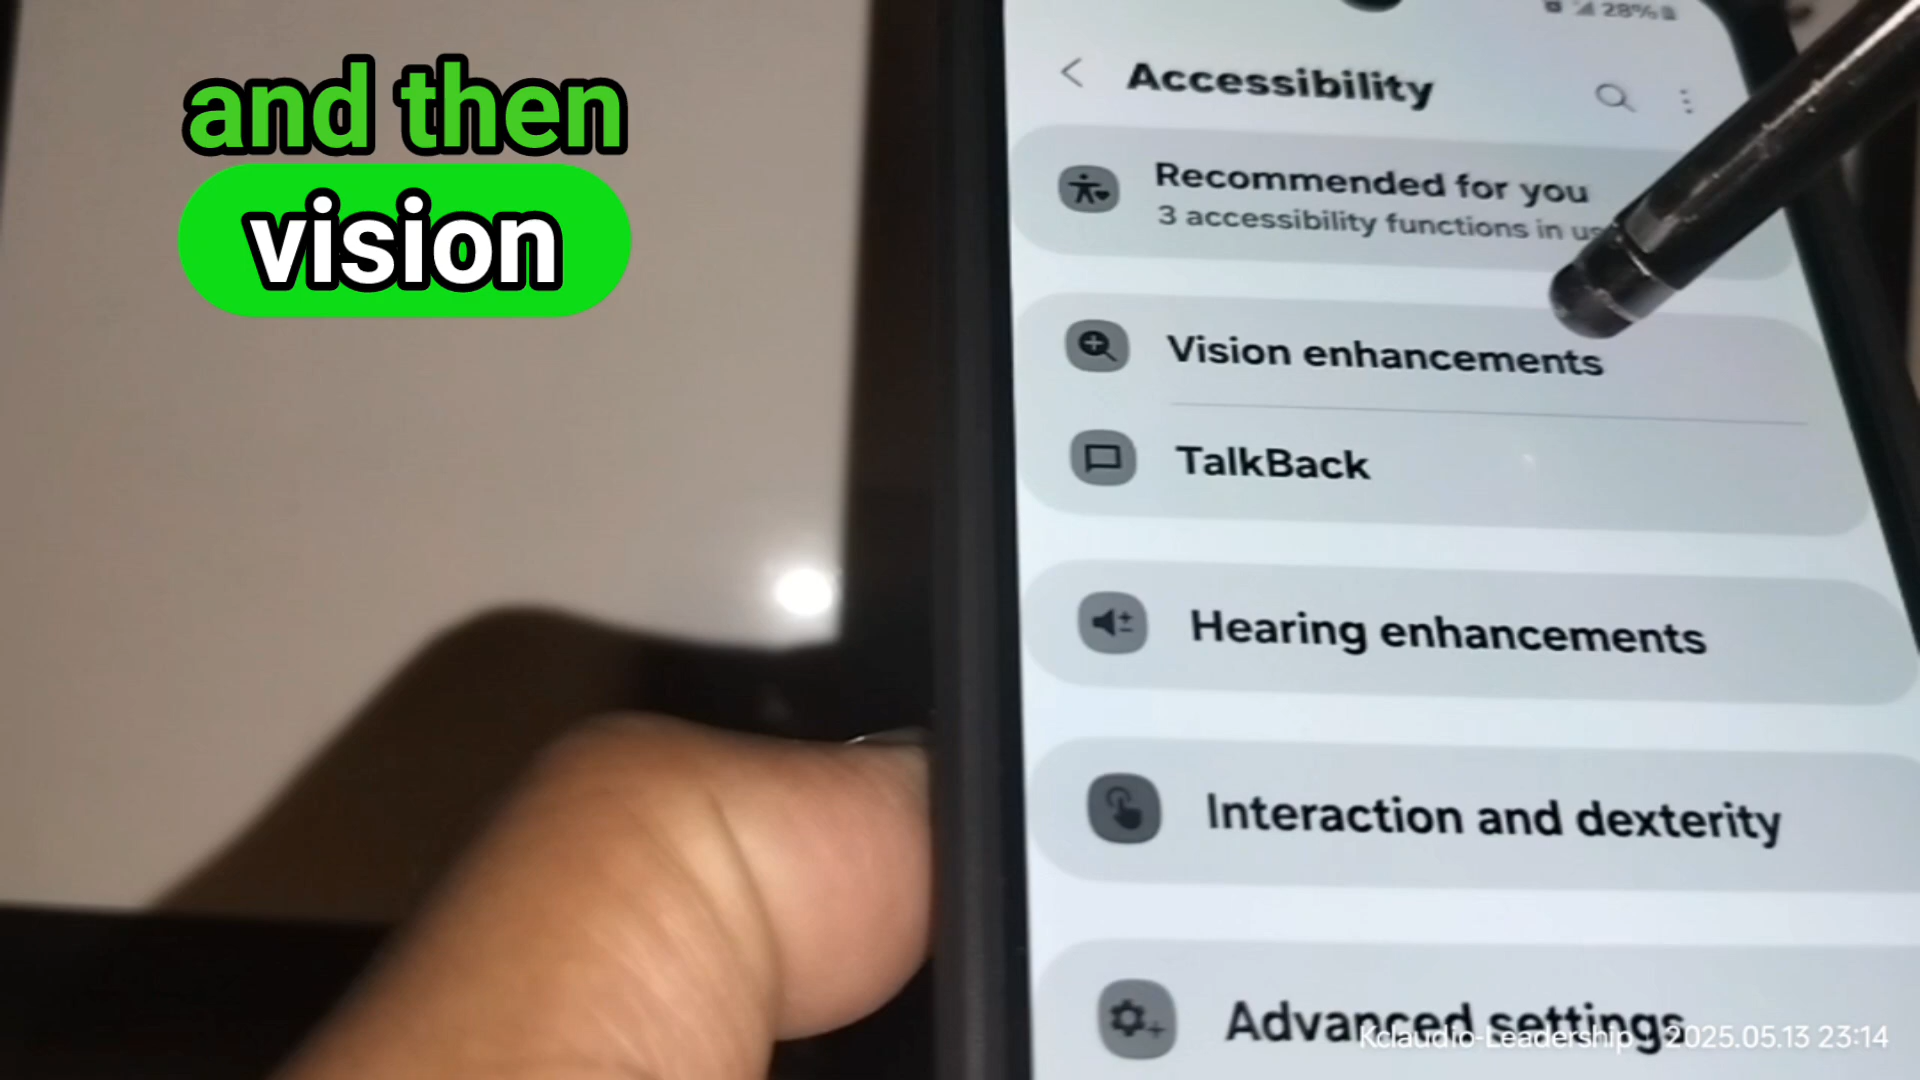 and then
vision
28%
Accessibility
Recommended for you
3 accessibility functions in us
Vision enhancements
TalkBack
Hearing enhancements
Interaction and dexterity
Advanced settings
Kclaudio-Leadership 2025.05.13 23:14